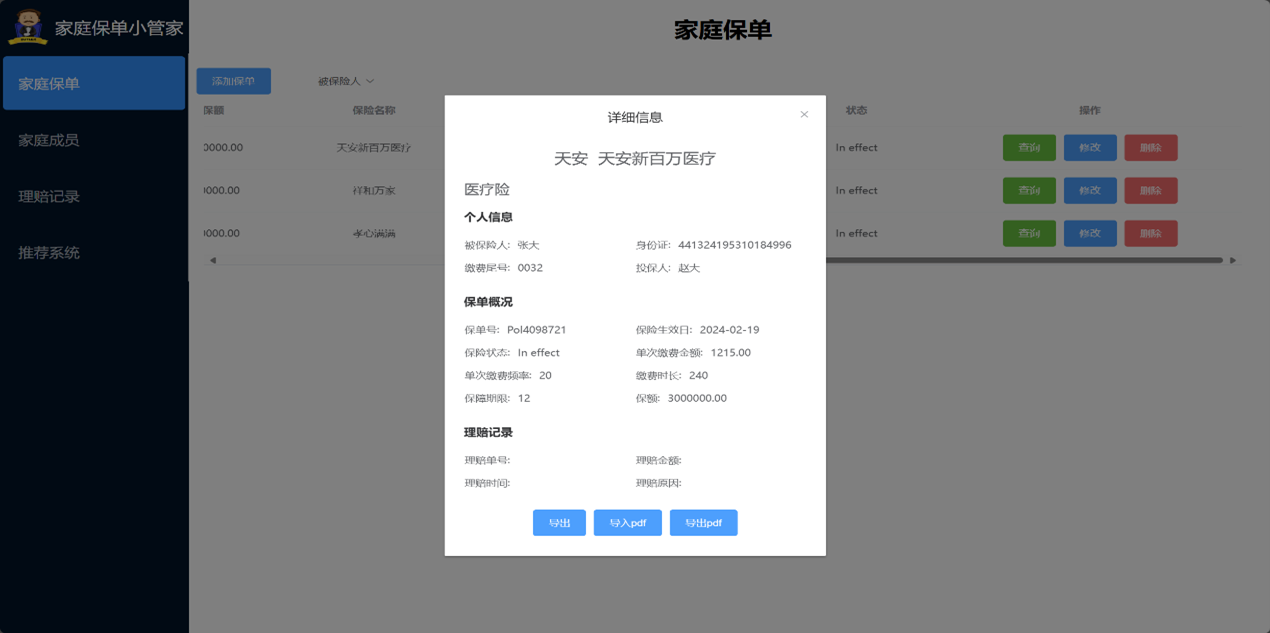 家庭保单小管家
家庭保单
家庭成员
理赔记录
推荐系统
家庭保单
添加保单 被保险人
保额 保险名称 状态 操作
0000.00 天安新百万医疗 In effect 查询 修改 删除
0000.00 祥和万家 In effect 查询 修改 删除
0000.00 孝心满满 In effect 查询 修改 删除
详细信息
天安 天安新百万医疗
医疗险
个人信息
被保险人: 张大 身份证: 441324195310184996
缴费尾号: 0032 投保人: 赵大
保单概况
保单号: Pol4098721 保险生效日: 2024-02-19
保险状态: In effect 单次缴费金额: 1215.00
单次缴费频率: 20 缴费时长: 240
保障期限: 12 保额: 3000000.00
理赔记录
理赔单号: 理赔金额:
理赔时间: 理赔原因:
导出 导入pdf 导出pdf